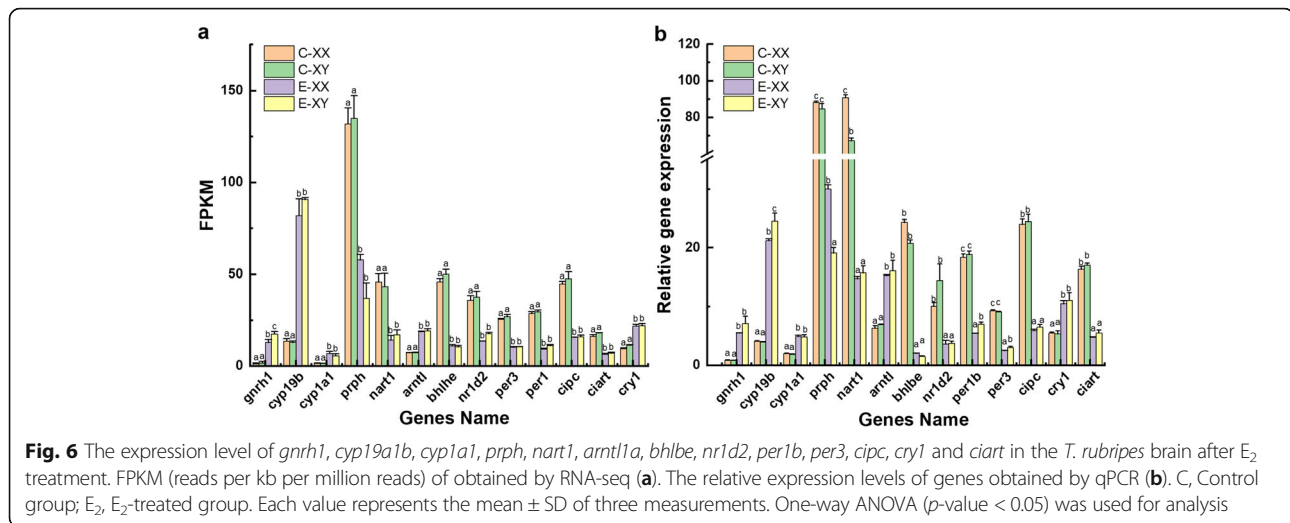 a
C-XX
C-XY
E-XX
E-XY
150
100
50
0
FPKM
a a b c
a a b b
a a b b
a a b b
a a b b
a a b b
a a b b
a a b b
a a b b
a a b b
a a b b
a a b b
a a b b
gnrh1
cyp19b
cyp1a1
prph
nart1
arntl
bhlhe
nr1d2
per3
per1
cipc
ciart
cry1
Genes Name
b
C-XX
C-XY
E-XX
E-XY
120
100
80
60
20
0
Relative gene expression
a a b b
a a b c
a a b b
c c b a
c b a a
a a b b
b b a a
b b a a
c c a b
c c a b
b b a a
a a b b
b b a a
gnrh1
cyp19b
cyp1a1
prph
nart1
arntl
bhlbe
nr1d2
per1b
per3
cipc
cry1
ciart
Genes Name
Fig. 6 The expression level of gnrh1, cyp19a1b, cyp1a1, prph, nart1, arntl1a, bhlbe, nr1d2, per1b, per3, cipc, cry1 and ciart in the T. rubripes brain after E₂
treatment. FPKM (reads per kb per million reads) of obtained by RNA-seq (a). The relative expression levels of genes obtained by qPCR (b). C, Control
group; E₂, E₂-treated group. Each value represents the mean ± SD of three measurements. One-way ANOVA (p-value < 0.05) was used for analysis